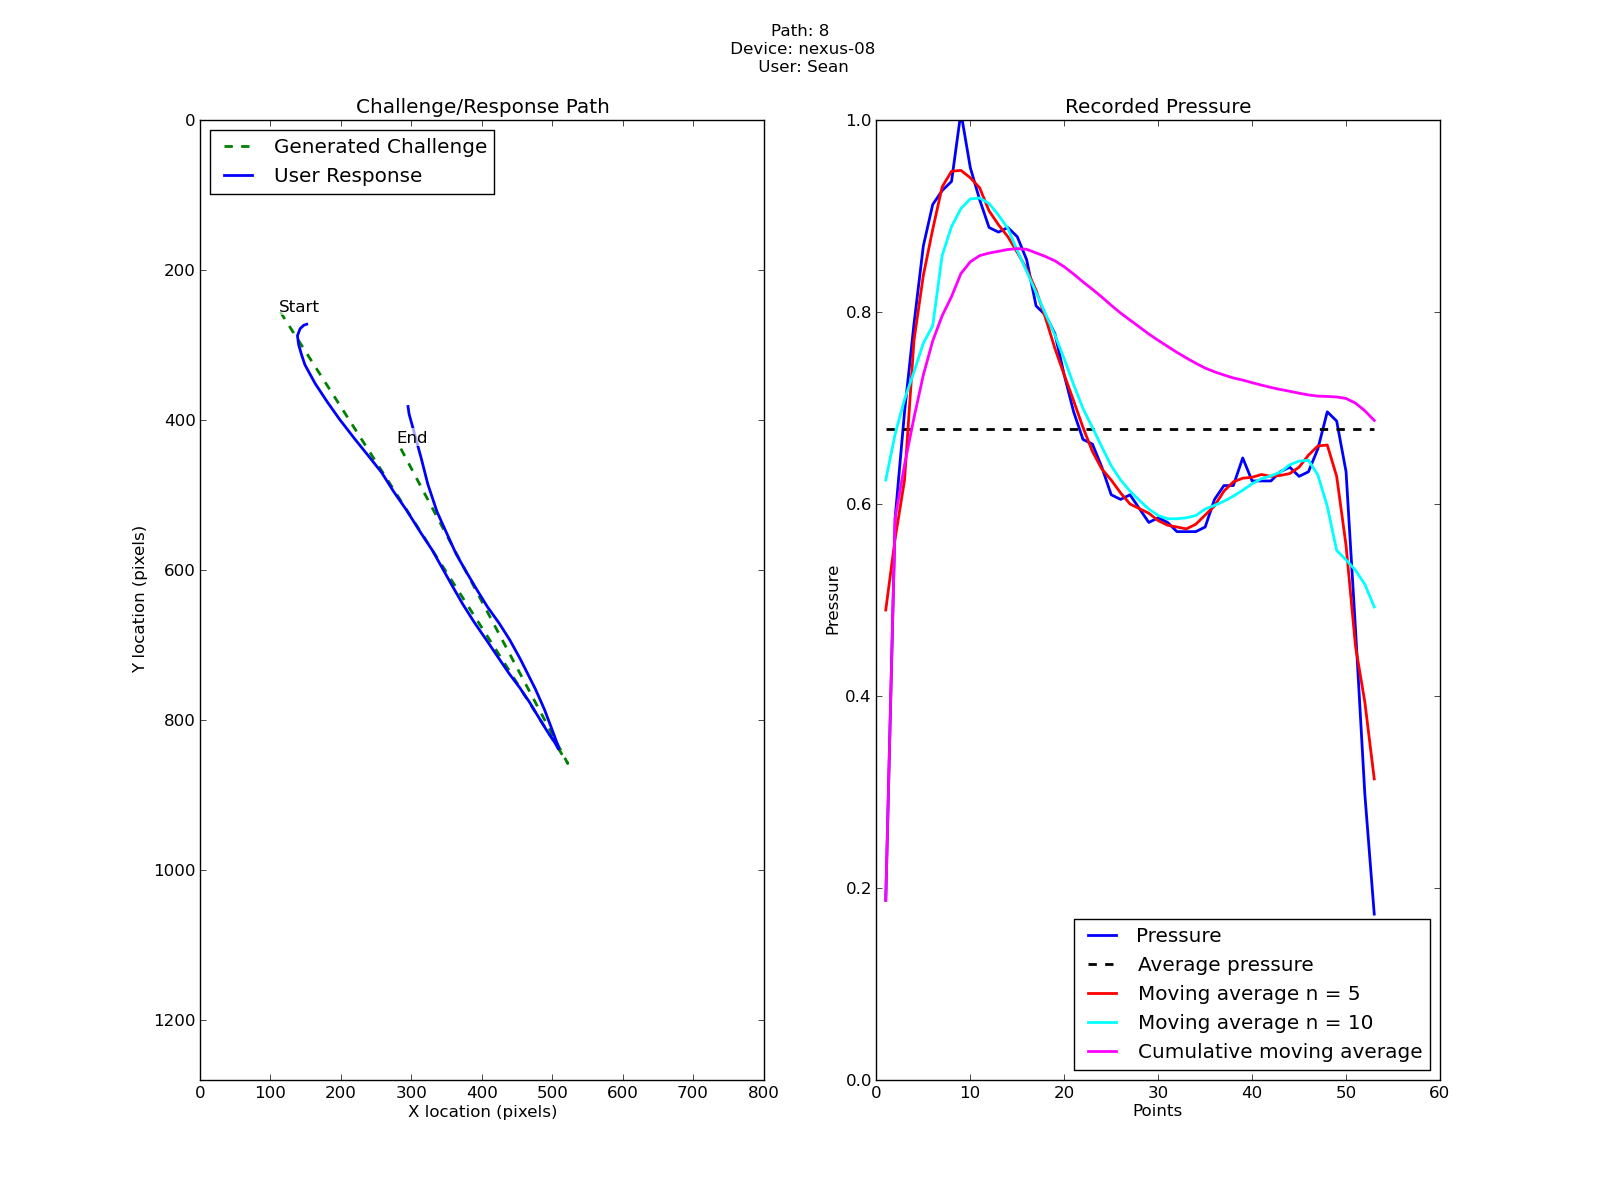 Path: 8
Device: nexus-08
User: Sean
Challenge/Response Path
0
200
400
600
800
1000
1200
Y location (pixels)
Generated Challenge
User Response
Start
End
0 100 200 300 400 500 600 700 800
X location (pixels)
Recorded Pressure
1.0
0.8
0.6
0.4
0.2
0.0
Pressure
Pressure
Average pressure
Moving average n = 5
Moving average n = 10
Cumulative moving average
0 10 20 30 40 50 60
Points